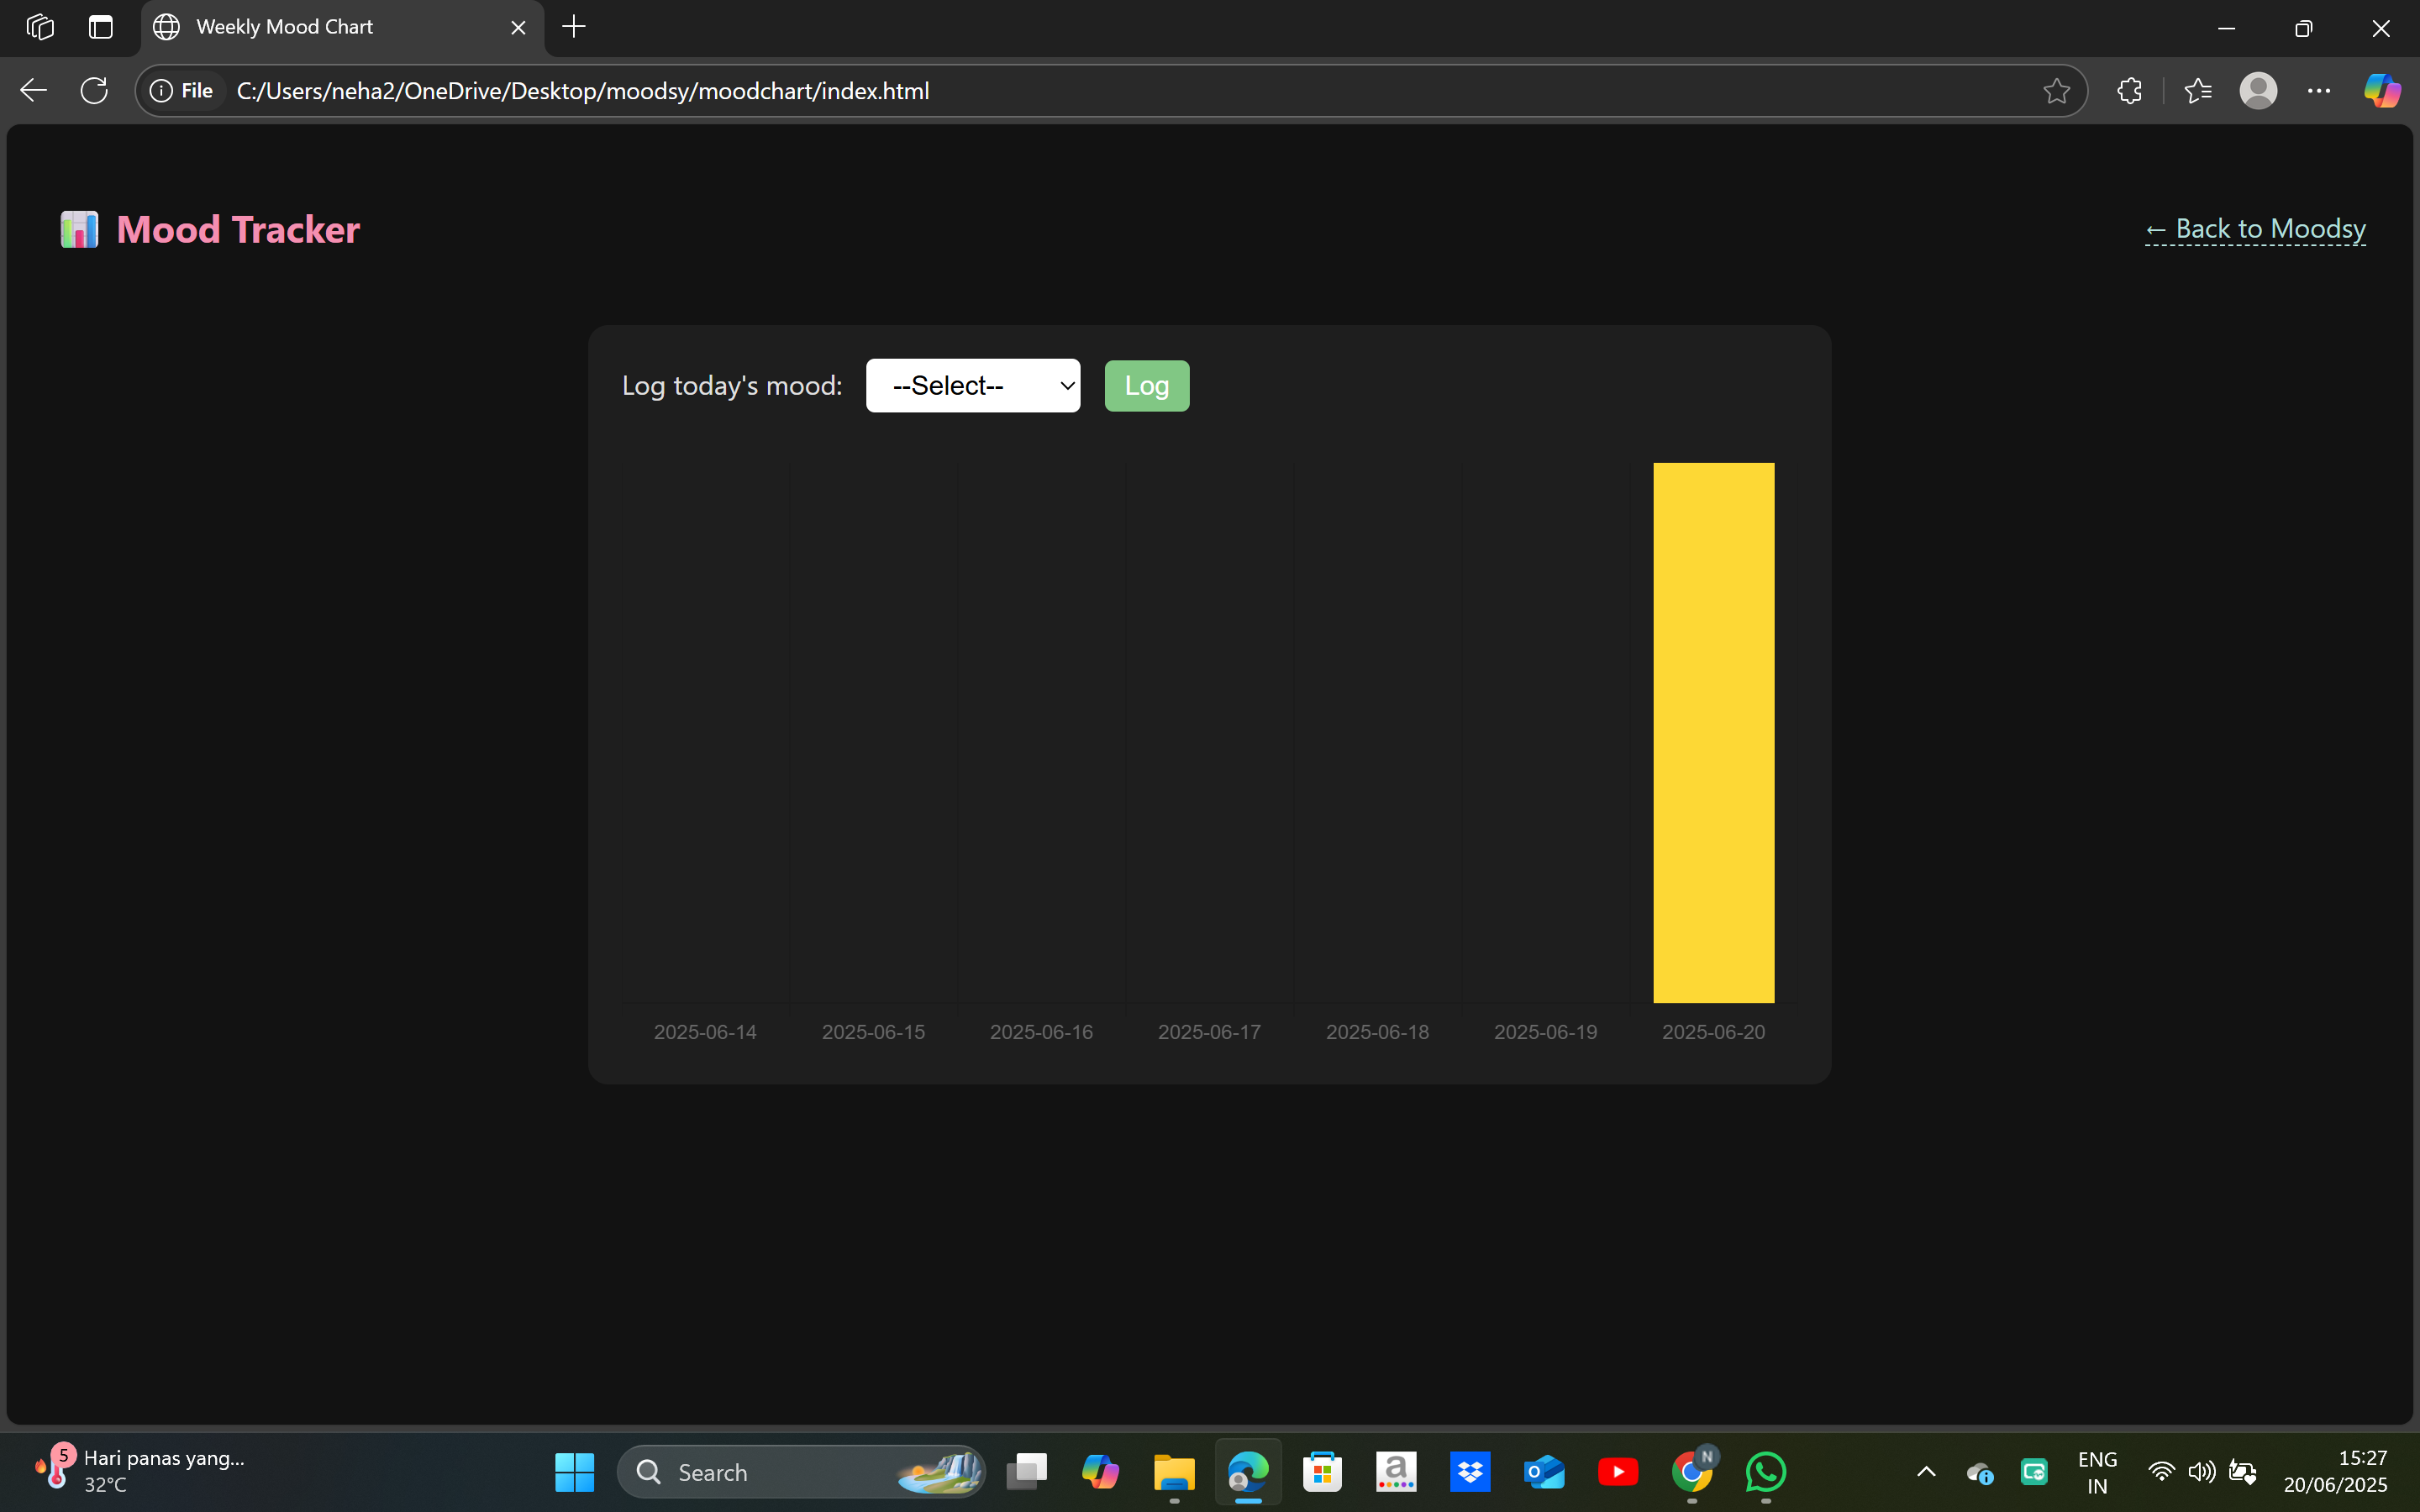 Weekly Mood Chart
File C:/Users/neha2/OneDrive/Desktop/moodsy/moodchart/index.html
📊 Mood Tracker
← Back to Moodsy
Log today's mood: --Select-- Log
2025-06-14 2025-06-15 2025-06-16 2025-06-17 2025-06-18 2025-06-19 2025-06-20
5
Hari panas yang...
32°C
Search
a
N
ENG
IN
15:27
20/06/2025